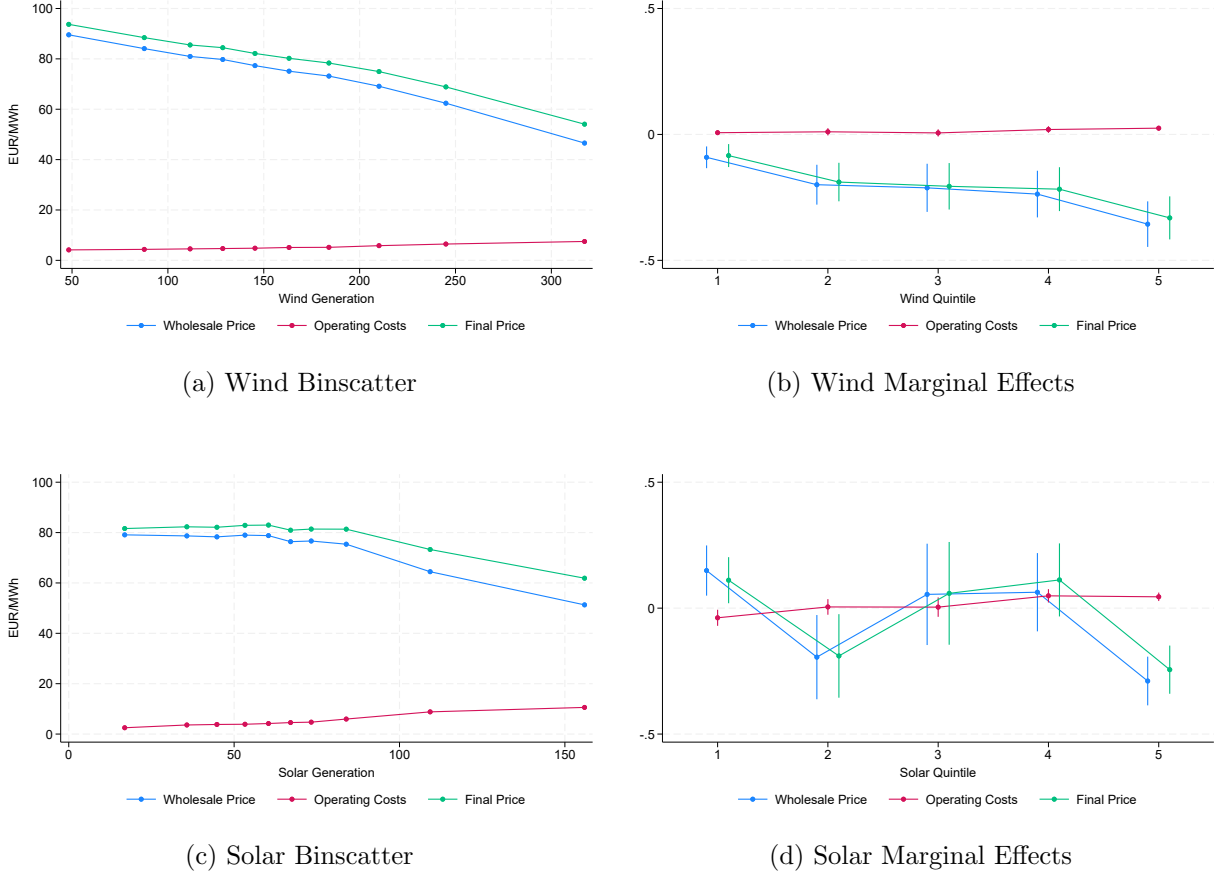 100
80
60
40
20
0
EUR/MWh
50 100 150 200 250 300
Wind Generation
Wholesale Price Operating Costs Final Price
(a) Wind Binscatter
.5
0
-.5
1 2 3 4 5
Wind Quintile
Wholesale Price Operating Costs Final Price
(b) Wind Marginal Effects
100
80
60
40
20
0
EUR/MWh
0 50 100 150
Solar Generation
Wholesale Price Operating Costs Final Price
(c) Solar Binscatter
.5
0
-.5
1 2 3 4 5
Solar Quintile
Wholesale Price Operating Costs Final Price
(d) Solar Marginal Effects